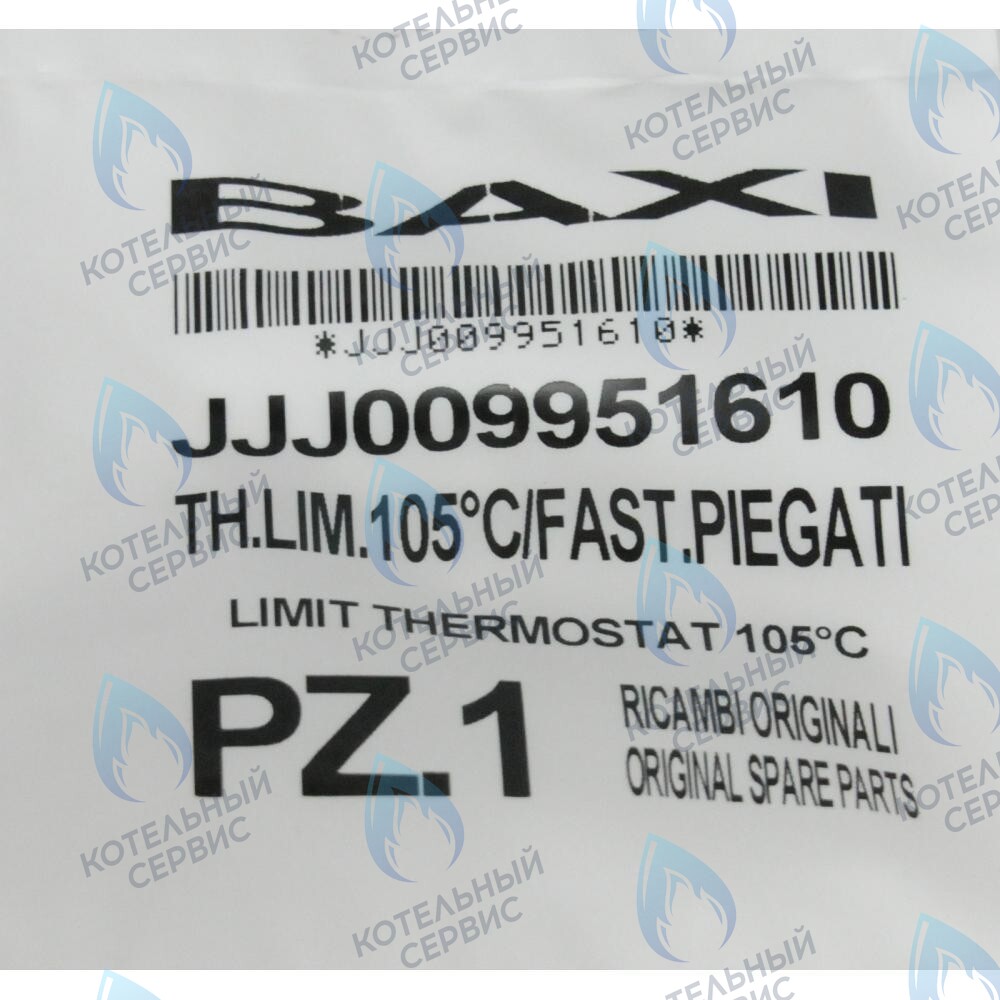 BAXI
*JJJ009951610*
JJJ009951610
TH.LIM.105°C/FAST.PIEGATI
LIMIT THERMOSTAT 105°C
PZ.1
RICAMBI ORIGINALI
ORIGINAL SPARE PARTS
КОТЕЛЬНЫЙ
СЕРВИС